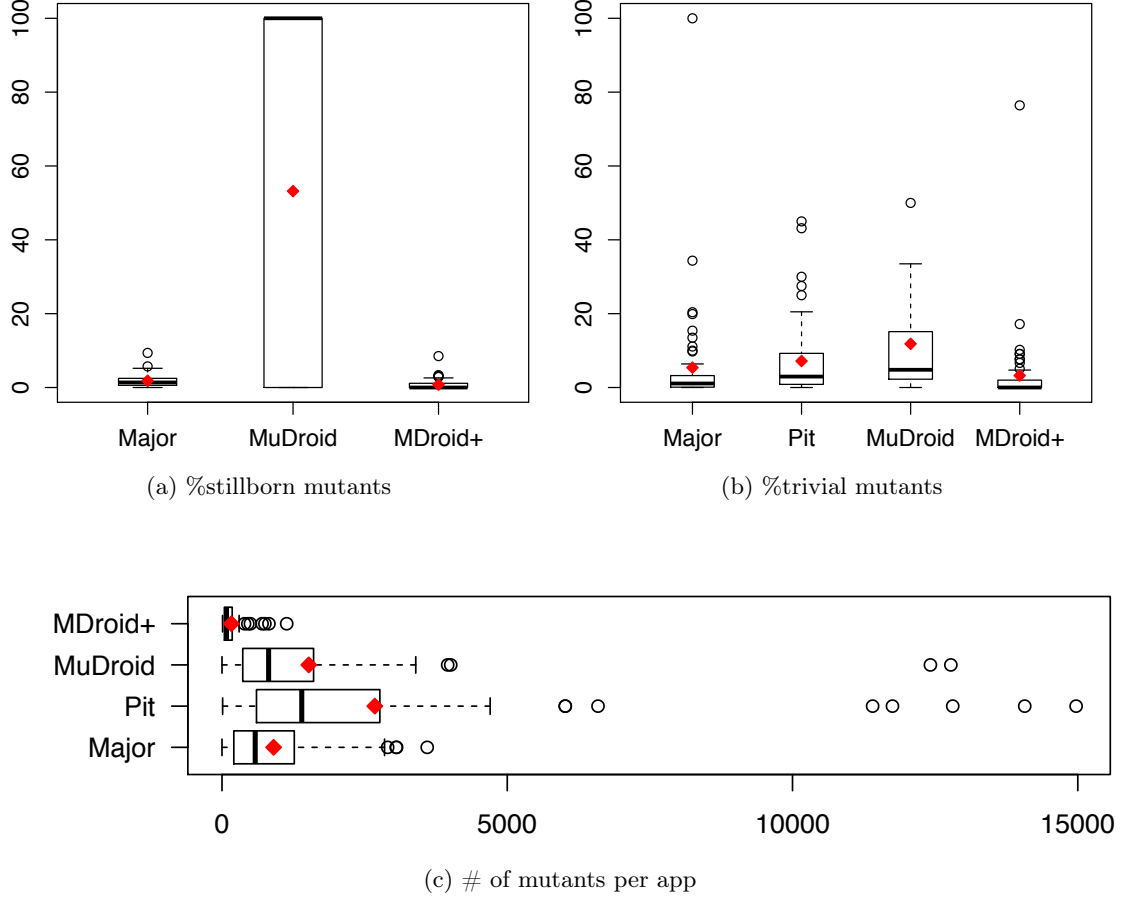 100
80
60
40
20
0
Major MuDroid MDroid+
(a) %stillborn mutants
100
80
60
40
20
0
Major Pit MuDroid MDroid+
(b) %trivial mutants
MDroid+
MuDroid
Pit
Major
0 5000 10000 15000
(c) # of mutants per app